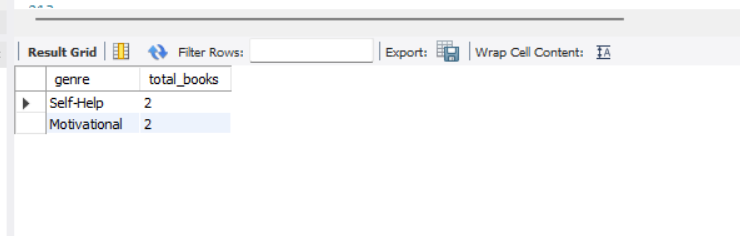 Result Grid Filter Rows: Export: Wrap Cell Content:
genre total_books
Self-Help 2
Motivational 2